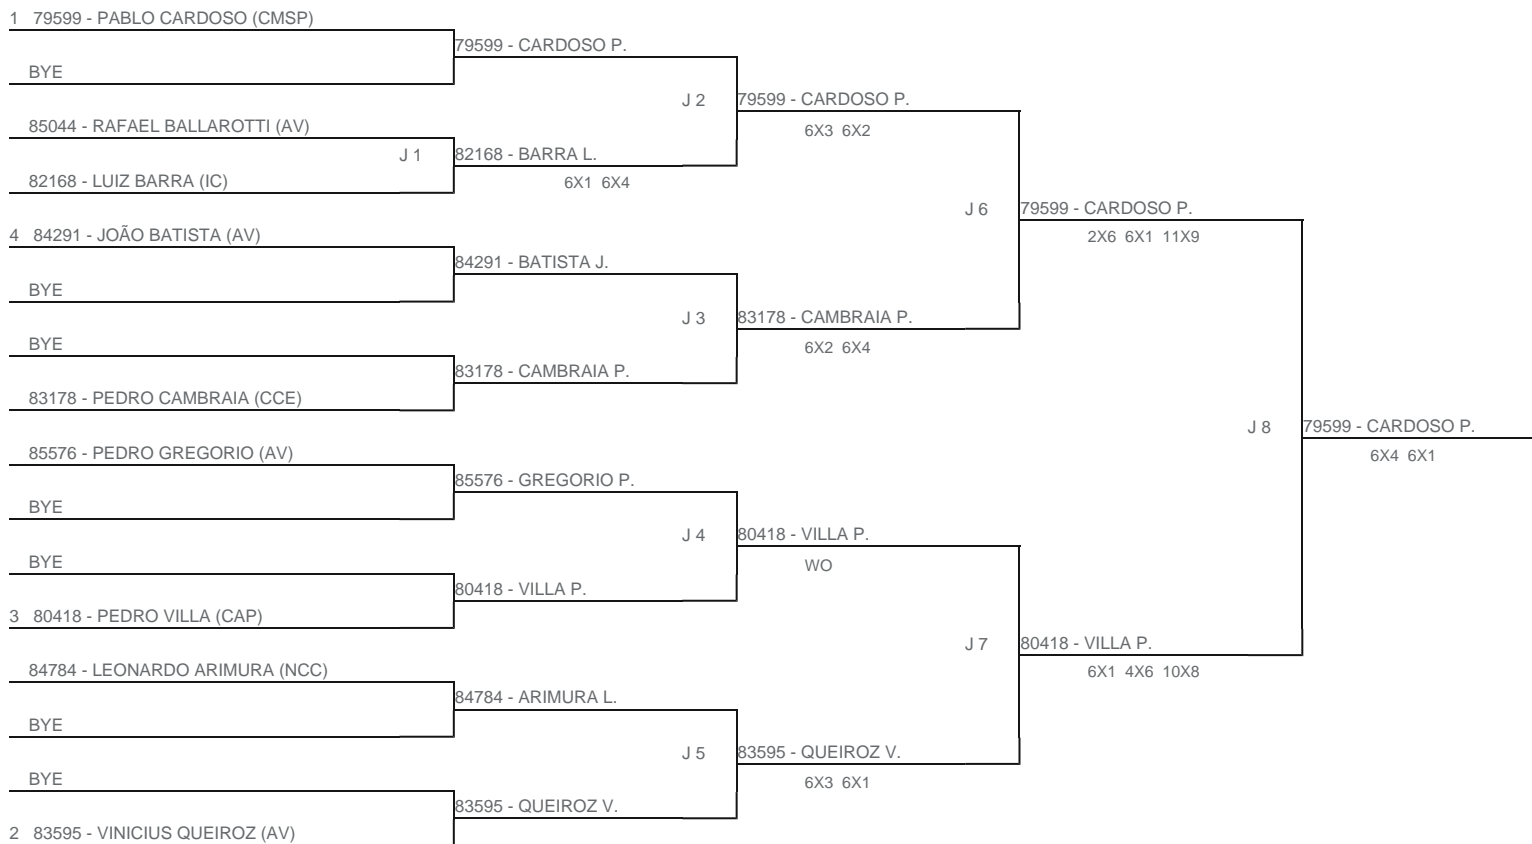 1 79599 - PABLO CARDOSO (CMSP)
79599 - CARDOSO P.
BYE
J 2
79599 - CARDOSO P.
6X3 6X2
85044 - RAFAEL BALLAROTTI (AV)
J 1
82168 - BARRA L.
6X1 6X4
82168 - LUIZ BARRA (IC)
J 6
79599 - CARDOSO P.
2X6 6X1 11X9
4 84291 - JOÃO BATISTA (AV)
84291 - BATISTA J.
BYE
J 3
83178 - CAMBRAIA P.
6X2 6X4
BYE
83178 - CAMBRAIA P.
83178 - PEDRO CAMBRAIA (CCE)
J 8
79599 - CARDOSO P.
6X4 6X1
85576 - PEDRO GREGORIO (AV)
85576 - GREGORIO P.
BYE
J 4
80418 - VILLA P.
WO
BYE
80418 - VILLA P.
3 80418 - PEDRO VILLA (CAP)
J 7
80418 - VILLA P.
6X1 4X6 10X8
84784 - LEONARDO ARIMURA (NCC)
84784 - ARIMURA L.
BYE
J 5
83595 - QUEIROZ V.
6X3 6X1
BYE
83595 - QUEIROZ V.
2 83595 - VINICIUS QUEIROZ (AV)